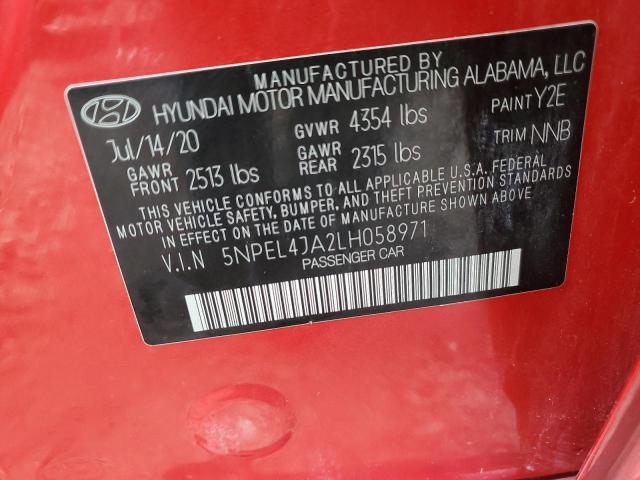 MANUFACTURED BY
HYUNDAI MOTOR MANUFACTURING ALABAMA, LLC
Jul/14/20 GVWR 4354 lbs PAINT Y2E
GAWR FRONT 2513 lbs GAWR REAR 2315 lbs TRIM NNB
THIS VEHICLE CONFORMS TO ALL APPLICABLE U.S.A. FEDERAL
MOTOR VEHICLE SAFETY, BUMPER, AND THEFT PREVENTION STANDARDS
IN EFFECT ON THE DATE OF MANUFACTURE SHOWN ABOVE.
V.I.N 5NPEL4JA2LH058971
PASSENGER CAR